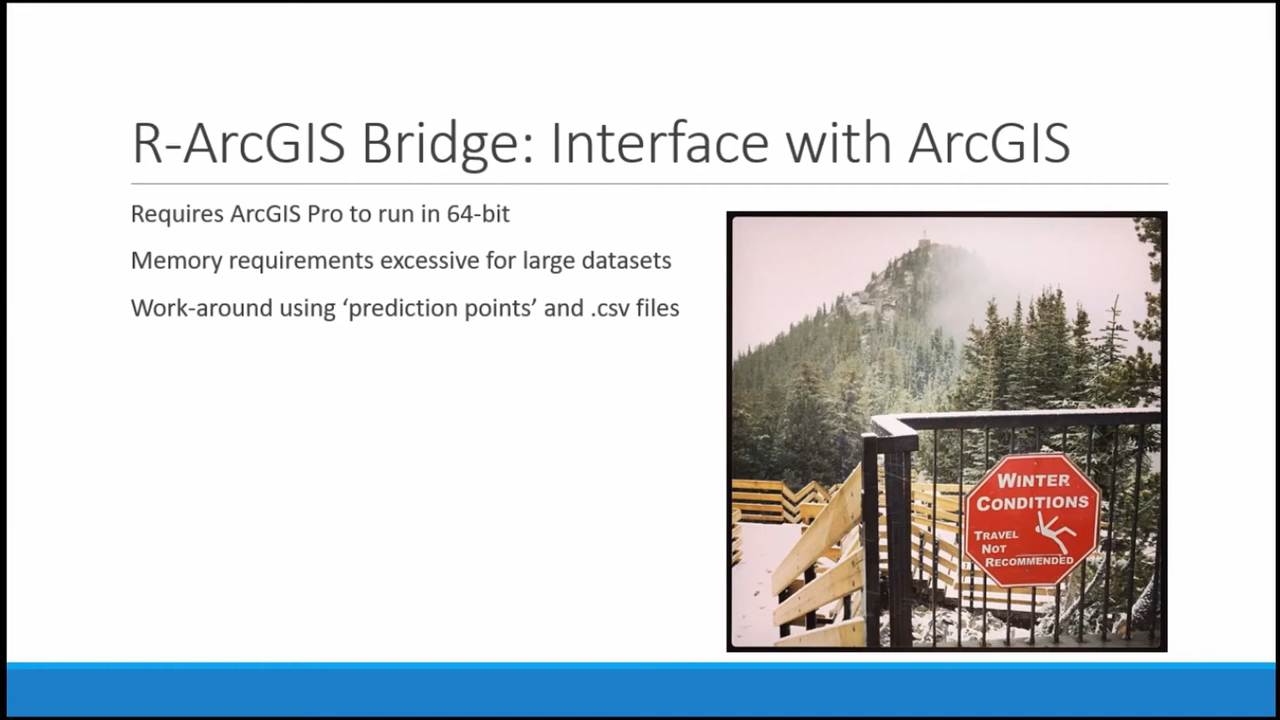 R-ArcGIS Bridge: Interface with ArcGIS
Requires ArcGIS Pro to run in 64-bit
Memory requirements excessive for large datasets
Work-around using ‘prediction points’ and .csv files
WINTER
CONDITIONS
TRAVEL
NOT
RECOMMENDED